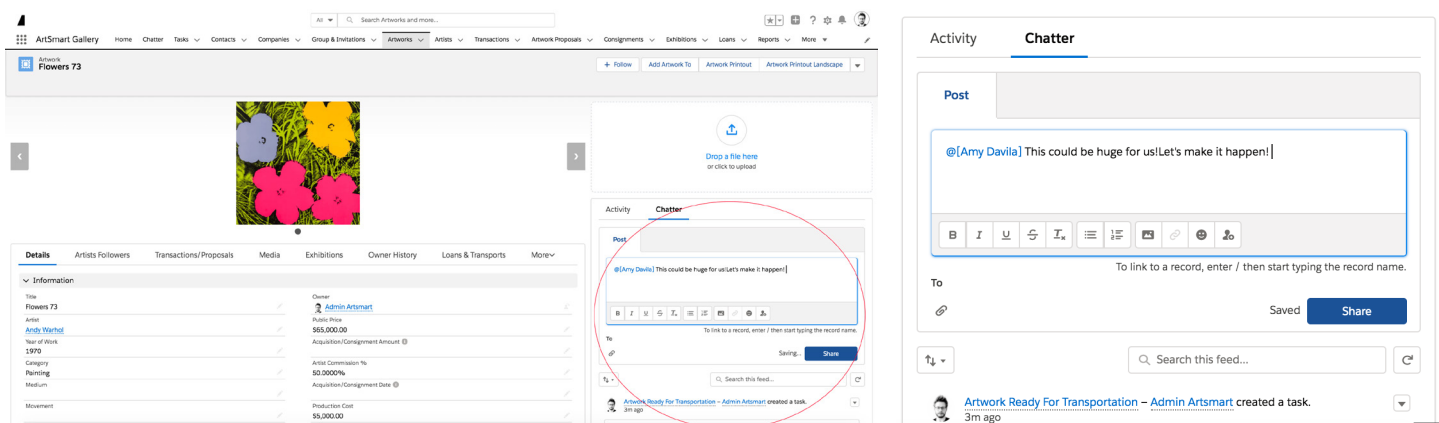 All
Search Artworks and more...
ArtSmart Gallery Home Chatter Tasks Contacts Companies Group & Invitations Artworks Artists Transactions Artwork Proposals Consignments Exhibitions Loans Reports More
Artwork
Flowers 73
+ Follow Add Artwork To Artwork Printout Artwork Printout Landscape
Drop a file here
or click to upload
Details Artists Followers Transactions/Proposals Media Exhibitions Owner History Loans & Transports More
Information
Title
Flowers 73
Artist
Andy Warhol
Year of Work
1970
Category
Painting
Medium
Movement
Owner
Admin Artsmart
Public Price
$65,000.00
Acquisition/Consignment Amount
Artist Commission %
50.0000%
Acquisition/Consignment Date
Production Cost
$5,000.00
Activity Chatter
Post
@[Amy Davila] This could be huge for us!Let's make it happen!
B I U S Tx
To link to a record, enter / then start typing the record name.
To
Saving... Share
Search this feed...
Artwork Ready For Transportation – Admin Artsmart created a task.
3m ago
Activity Chatter
Post
@[Amy Davila] This could be huge for us!Let's make it happen!
B I U S Tx
To link to a record, enter / then start typing the record name.
To
Saved Share
Search this feed...
Artwork Ready For Transportation – Admin Artsmart created a task.
3m ago